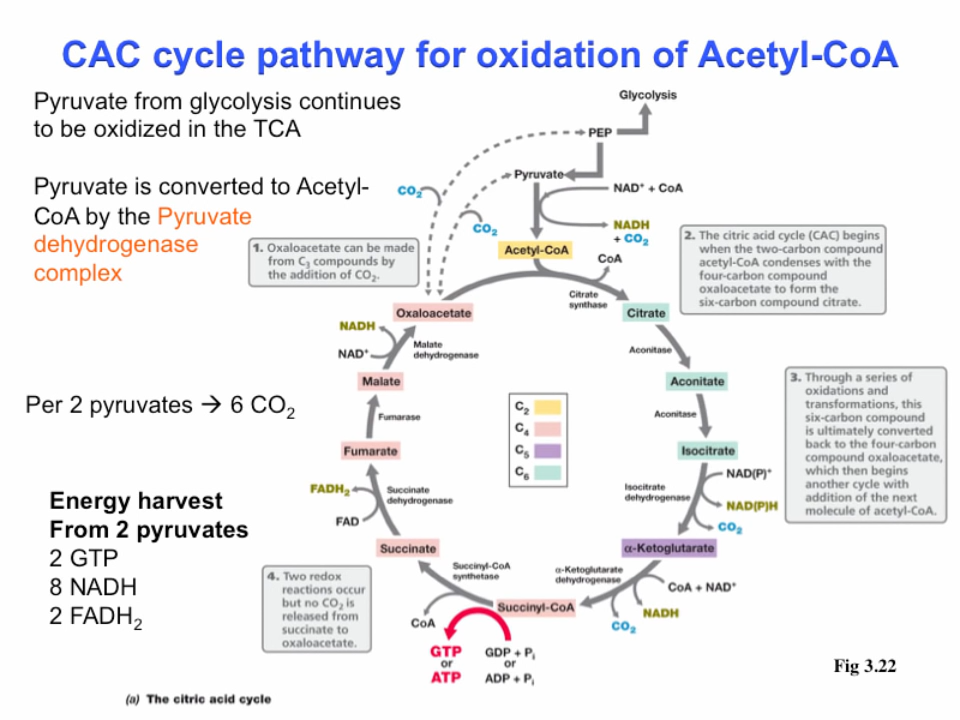 CAC cycle pathway for oxidation of Acetyl-CoA
Pyruvate from glycolysis continues
to be oxidized in the TCA
Pyruvate is converted to Acetyl-
CoA by the Pyruvate
dehydrogenase
complex
Per 2 pyruvates → 6 CO₂
Energy harvest
From 2 pyruvates
2 GTP
8 NADH
2 FADH₂
Glycolysis
PEP
Pyruvate
CO₂
CO₂
NAD⁺ + CoA
NADH
+ CO₂
Acetyl-CoA
CoA
1. Oxaloacetate can be made
from C₃ compounds by
the addition of CO₂.
2. The citric acid cycle (CAC) begins
when the two-carbon compound
acetyl-CoA condenses with the
four-carbon compound
oxaloacetate to form the
six-carbon compound citrate.
Oxaloacetate
Citrate
synthase
Citrate
Aconitase
Aconitate
Aconitase
Isocitrate
Isocitrate
dehydrogenase
NAD(P)⁺
NAD(P)H
CO₂
3. Through a series of
oxidations and
transformations, this
six-carbon compound
is ultimately converted
back to the four-carbon
compound oxaloacetate,
which then begins
another cycle with
addition of the next
molecule of acetyl-CoA.
α-Ketoglutarate
α-Ketoglutarate
dehydrogenase
CoA + NAD⁺
NADH
CO₂
Succinyl-CoA
Succinyl-CoA
synthetase
CoA
GTP
or
ATP
GDP + Pᵢ
or
ADP + Pᵢ
Succinate
Succinate
dehydrogenase
FADH₂
FAD
Fumarate
Fumarase
Malate
Malate
dehydrogenase
NADH
NAD⁺
C₂
C₄
C₅
C₆
4. Two redox
reactions occur
but no CO₂ is
released from
succinate to
oxaloacetate.
Fig 3.22
(a) The citric acid cycle